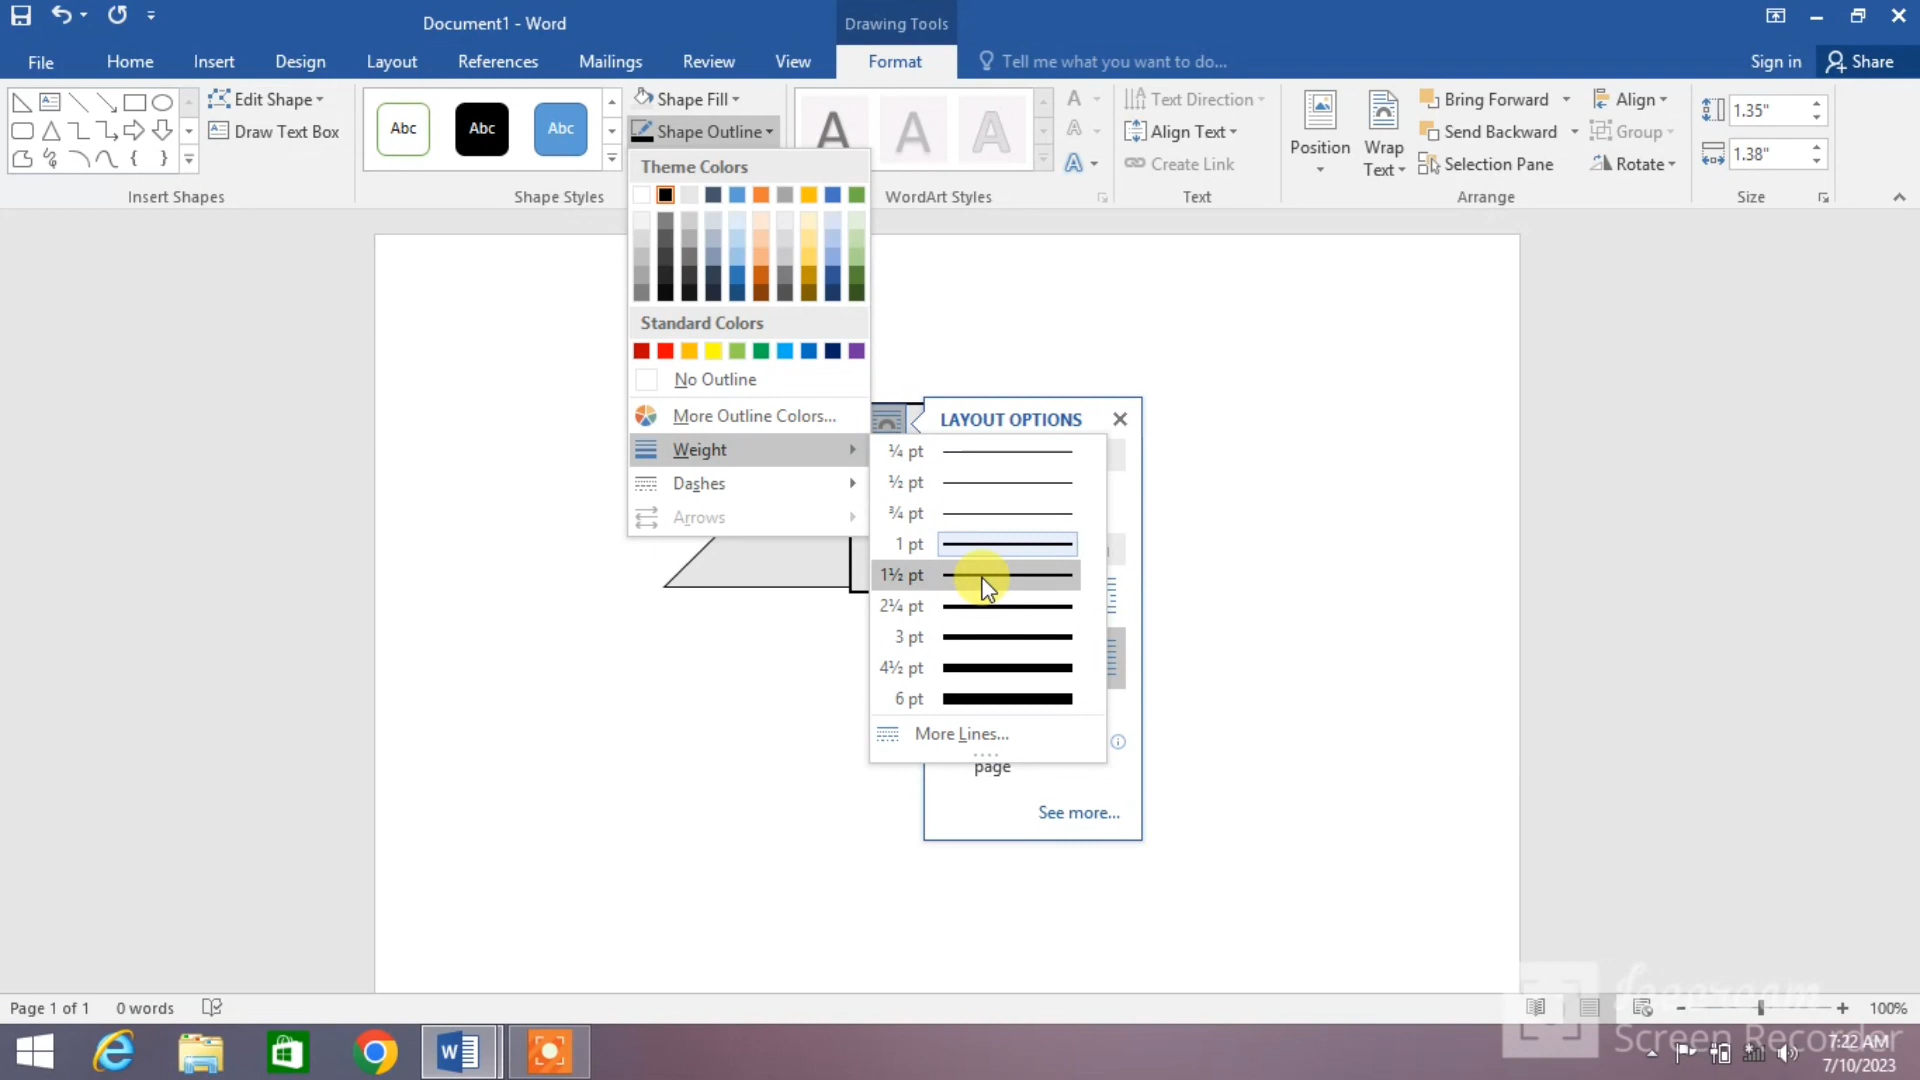 Document1 - Word
Drawing Tools
File
Home
Insert
Design
Layout
References
Mailings
Review
View
Format
Tell me what you want to do...
Sign in
Share
Edit Shape
Draw Text Box
Insert Shapes
Abc
Abc
Abc
Shape Styles
Shape Fill
Shape Outline
A
A
A
WordArt Styles
A
A
A
Text Direction
Align Text
Create Link
Text
Position
Wrap
Text
Bring Forward
Send Backward
Selection Pane
Align
Group
Rotate
Arrange
1.35"
1.38"
Size
Theme Colors
Standard Colors
No Outline
More Outline Colors...
Weight
Dashes
Arrows
LAYOUT OPTIONS
¼ pt
½ pt
¾ pt
1 pt
1½ pt
2¼ pt
3 pt
4½ pt
6 pt
More Lines...
page
See more...
Page 1 of 1
0 words
100%
Screen Recorder
7:22 AM
7/10/2023